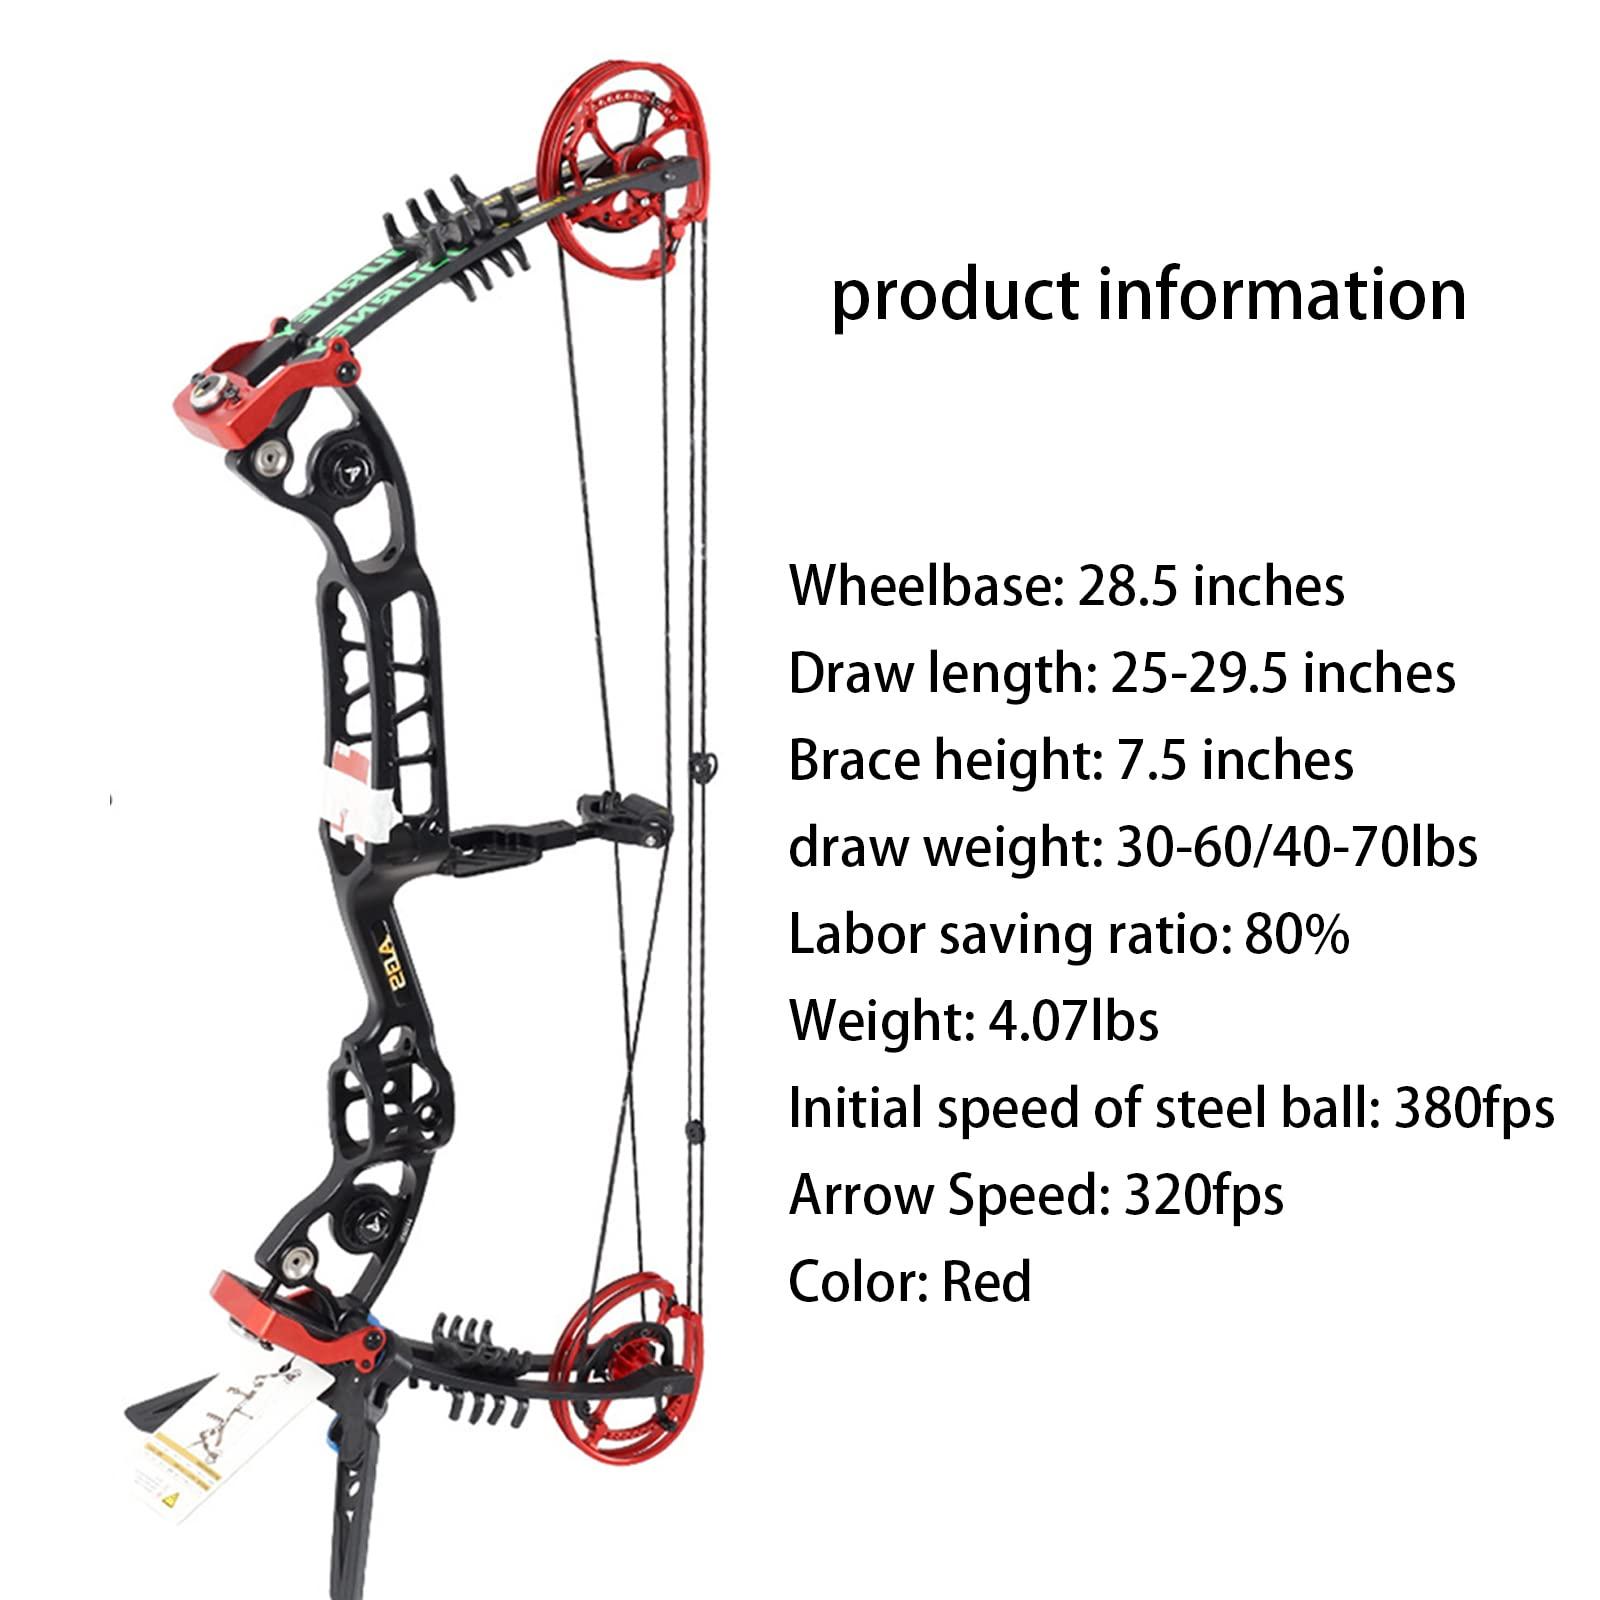 product information
Wheelbase: 28.5 inches
Draw length: 25-29.5 inches
Brace height: 7.5 inches
draw weight: 30-60/40-70lbs
Labor saving ratio: 80%
Weight: 4.07lbs
Initial speed of steel ball: 380fps
Arrow Speed: 320fps
Color: Red